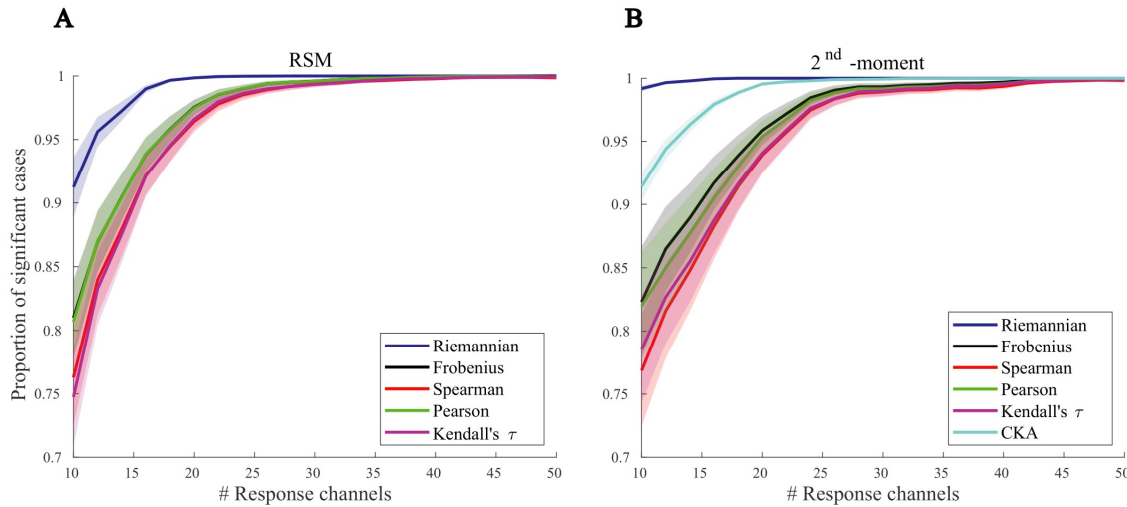 A
RSM
Proportion of significant cases
1
0.95
0.9
0.85
0.8
0.75
0.7
10 15 20 25 30 35 40 45 50
# Response channels
Riemannian
Frobenius
Spearman
Pearson
Kendall's τ
B
2nd -moment
1
0.95
0.9
0.85
0.8
0.75
0.7
10 15 20 25 30 35 40 45 50
# Response channels
Riemannian
Frobenius
Spearman
Pearson
Kendall's τ
CKA